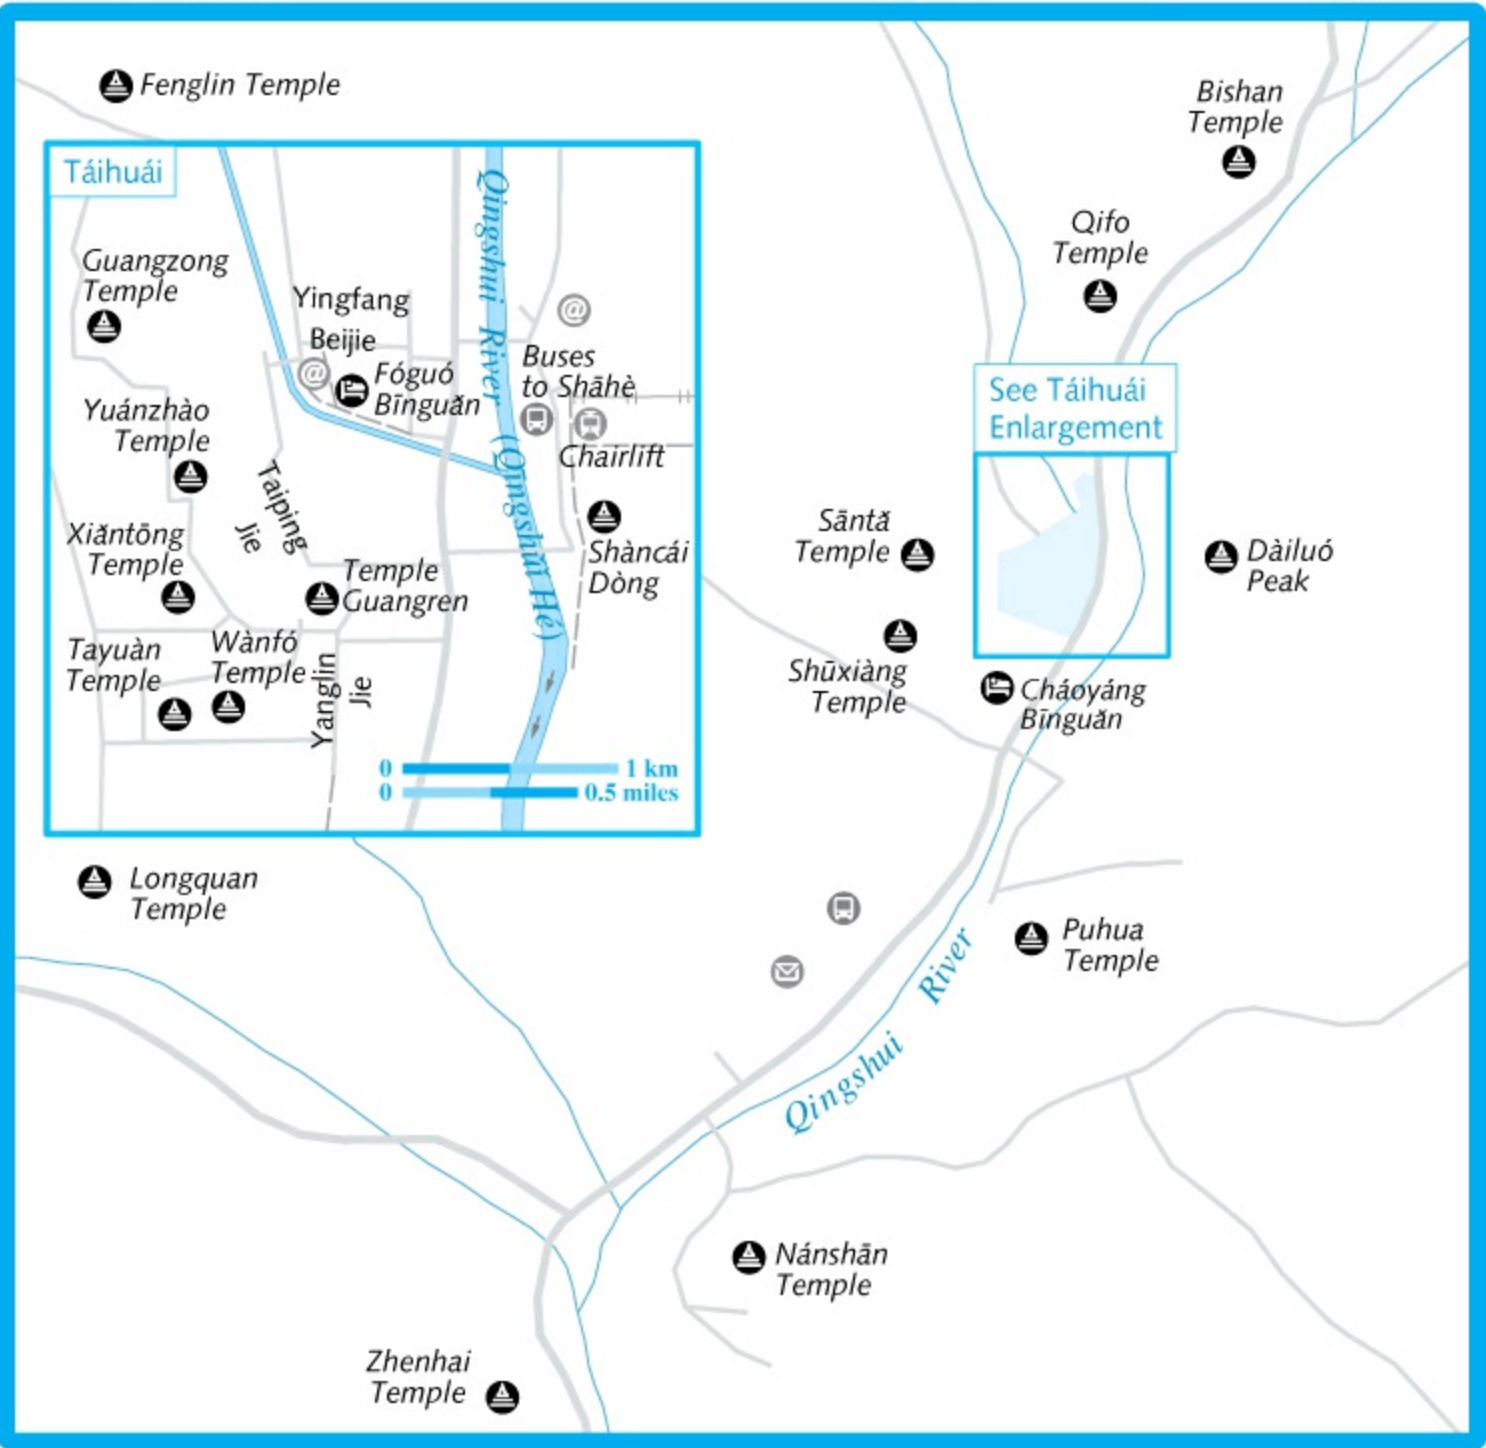 Fenglin Temple
Bishan
Temple
Qifo
Temple
Táihuái
Guangzong
Temple
Yingfang
Beijie
@
@
Fóguó
Bīnguǎn
Buses
to Shāhè
Chairlift
Qingshui River (Qīngshuǐ Hé)
Yuánzhào
Temple
Taiping
Jie
Xiǎntōng
Temple
Temple
Guangren
Shàncái
Dòng
Tayuàn
Temple
Wànfó
Temple
Yanglin
Jie
0 1 km
0 0.5 miles
See Táihuái
Enlargement
Sāntǎ
Temple
Dàiluó
Peak
Shūxiàng
Temple
Cháoyáng
Bīnguǎn
Longquan
Temple
Puhua
Temple
Qingshui River
Nánshān
Temple
Zhenhai
Temple